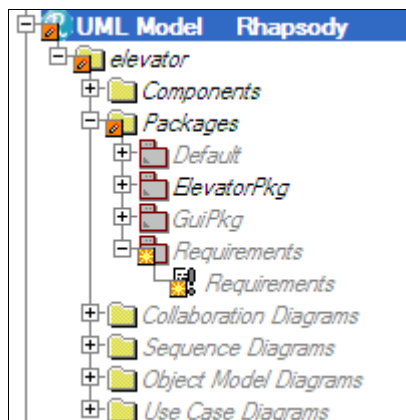 UML Model Rhapsody
elevator
Components
Packages
Default
ElevatorPkg
GuiPkg
Requirements
Requirements
Collaboration Diagrams
Sequence Diagrams
Object Model Diagrams
Use Case Diagrams